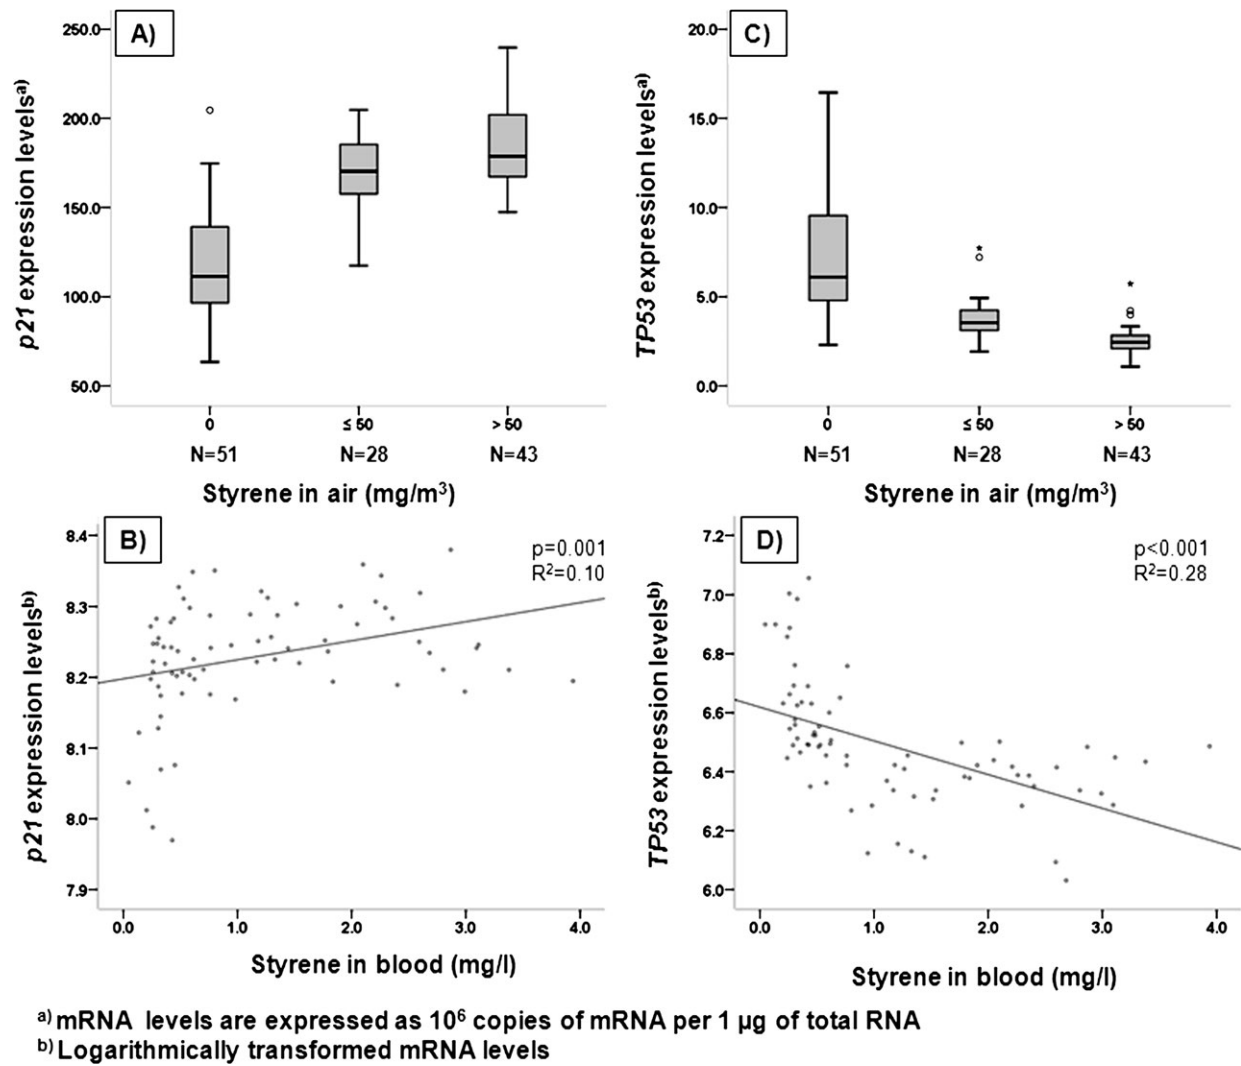 A)
p21 expression levels^a)
250.0
200.0
150.0
100.0
50.0
0
≤ 50
> 50
N=51
N=28
N=43
Styrene in air (mg/m³)
C)
TP53 expression levels^a)
20.0
15.0
10.0
5.0
0.0
0
≤ 50
> 50
N=51
N=28
N=43
Styrene in air (mg/m³)
B)
p=0.001
R²=0.10
p21 expression levels^b)
8.4
8.3
8.2
8.1
8.0
7.9
0.0
1.0
2.0
3.0
4.0
Styrene in blood (mg/l)
D)
p<0.001
R²=0.28
TP53 expression levels^b)
7.2
7.0
6.8
6.6
6.4
6.2
6.0
0.0
1.0
2.0
3.0
4.0
Styrene in blood (mg/l)
a) mRNA levels are expressed as 10⁶ copies of mRNA per 1 µg of total RNA
b) Logarithmically transformed mRNA levels